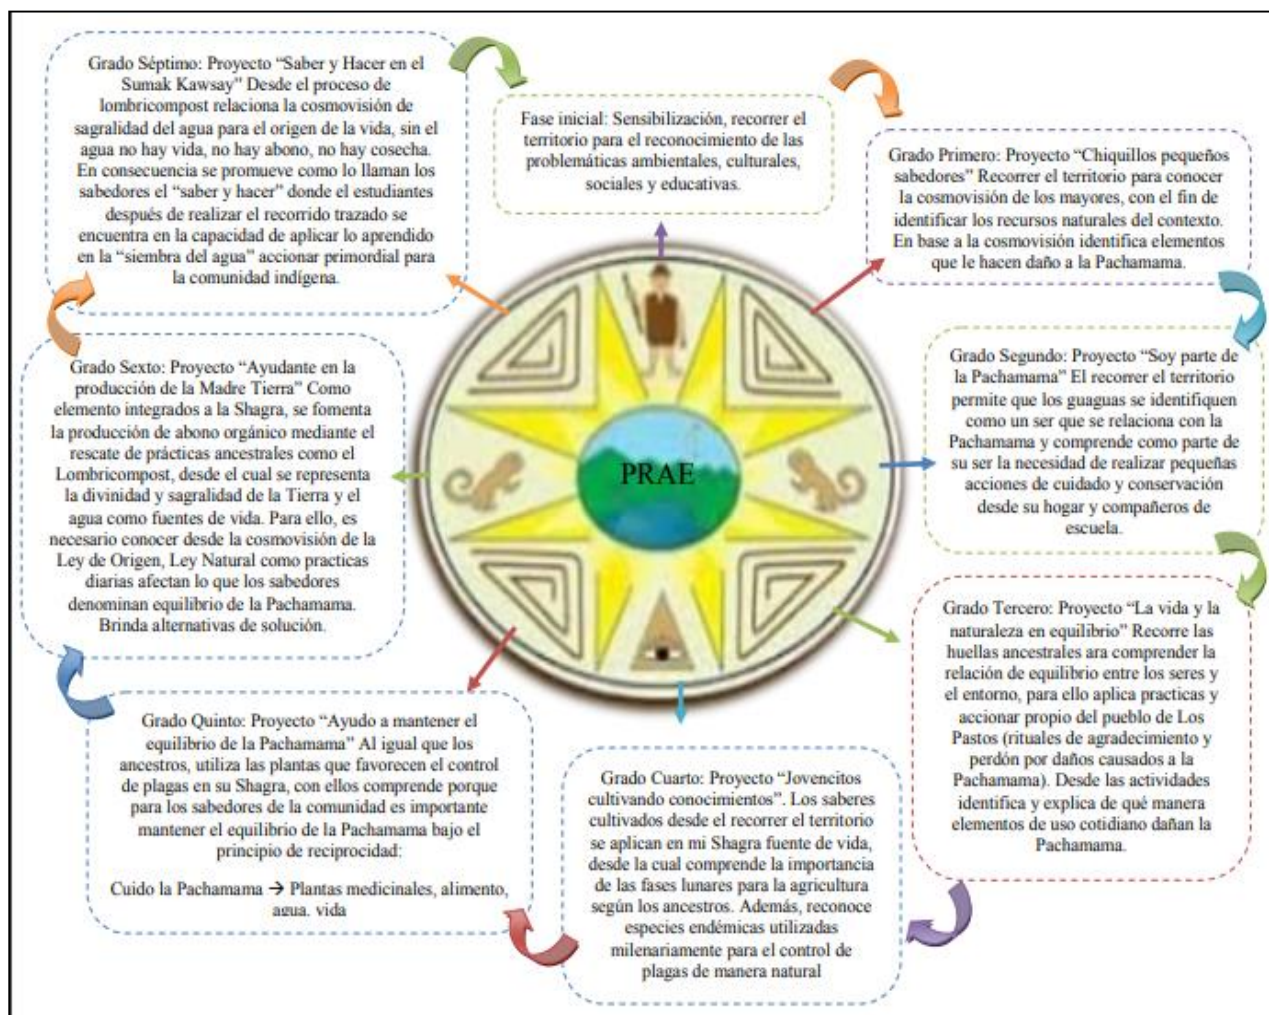 Fase inicial: Sensibilización, recorrer el
territorio para el reconocimiento de las
problemáticas ambientales, culturales,
sociales y educativas.
Grado Primero: Proyecto “Chiquillos pequeños
sabedores” Recorrer el territorio para conocer
la cosmovisión de los mayores, con el fin de
identificar los recursos naturales del contexto.
En base a la cosmovisión identifica elementos
que le hacen daño a la Pachamama.
Grado Segundo: Proyecto “Soy parte de
la Pachamama” El recorrer el territorio
permite que los guaguas se identifiquen
como un ser que se relaciona con la
Pachamama y comprende como parte de
su ser la necesidad de realizar pequeñas
acciones de cuidado y conservación
desde su hogar y compañeros de
escuela.
Grado Tercero: Proyecto “La vida y la
naturaleza en equilibrio” Recorre las
huellas ancestrales ara comprender la
relación de equilibrio entre los seres y
el entorno, para ello aplica practicas y
accionar propio del pueblo de Los
Pastos (rituales de agradecimiento y
perdón por daños causados a la
Pachamama). Desde las actividades
identifica y explica de qué manera
elementos de uso cotidiano dañan la
Pachamama.
Grado Cuarto: Proyecto “Jovencitos
cultivando conocimientos”. Los saberes
cultivados desde el recorrer el territorio
se aplican en mi Shagra fuente de vida,
desde la cual comprende la importancia
de las fases lunares para la agricultura
según los ancestros. Además, reconoce
especies endémicas utilizadas
milenariamente para el control de
plagas de manera natural
Grado Quinto: Proyecto “Ayudo a mantener el
equilibrio de la Pachamama” Al igual que los
ancestros, utiliza las plantas que favorecen el control
de plagas en su Shagra, con ellos comprende porque
para los sabedores de la comunidad es importante
mantener el equilibrio de la Pachamama bajo el
principio de reciprocidad:
Cuido la Pachamama → Plantas medicinales, alimento,
agua. vida
Grado Sexto: Proyecto “Ayudante en la
producción de la Madre Tierra” Como
elemento integrados a la Shagra, se fomenta
la producción de abono orgánico mediante el
rescate de prácticas ancestrales como el
Lombricompost, desde el cual se representa
la divinidad y sagralidad de la Tierra y el
agua como fuentes de vida. Para ello, es
necesario conocer desde la cosmovisión de la
Ley de Origen, Ley Natural como practicas
diarias afectan lo que los sabedores
denominan equilibrio de la Pachamama.
Brinda alternativas de solución.
Grado Séptimo: Proyecto “Saber y Hacer en el
Sumak Kawsay” Desde el proceso de
lombricompost relaciona la cosmovisión de
sagralidad del agua para el origen de la vida, sin el
agua no hay vida, no hay abono, no hay cosecha.
En consecuencia se promueve como lo llaman los
sabedores el “saber y hacer” donde el estudiantes
después de realizar el recorrido trazado se
encuentra en la capacidad de aplicar lo aprendido
en la “siembra del agua” accionar primordial para
la comunidad indígena.
PRAE